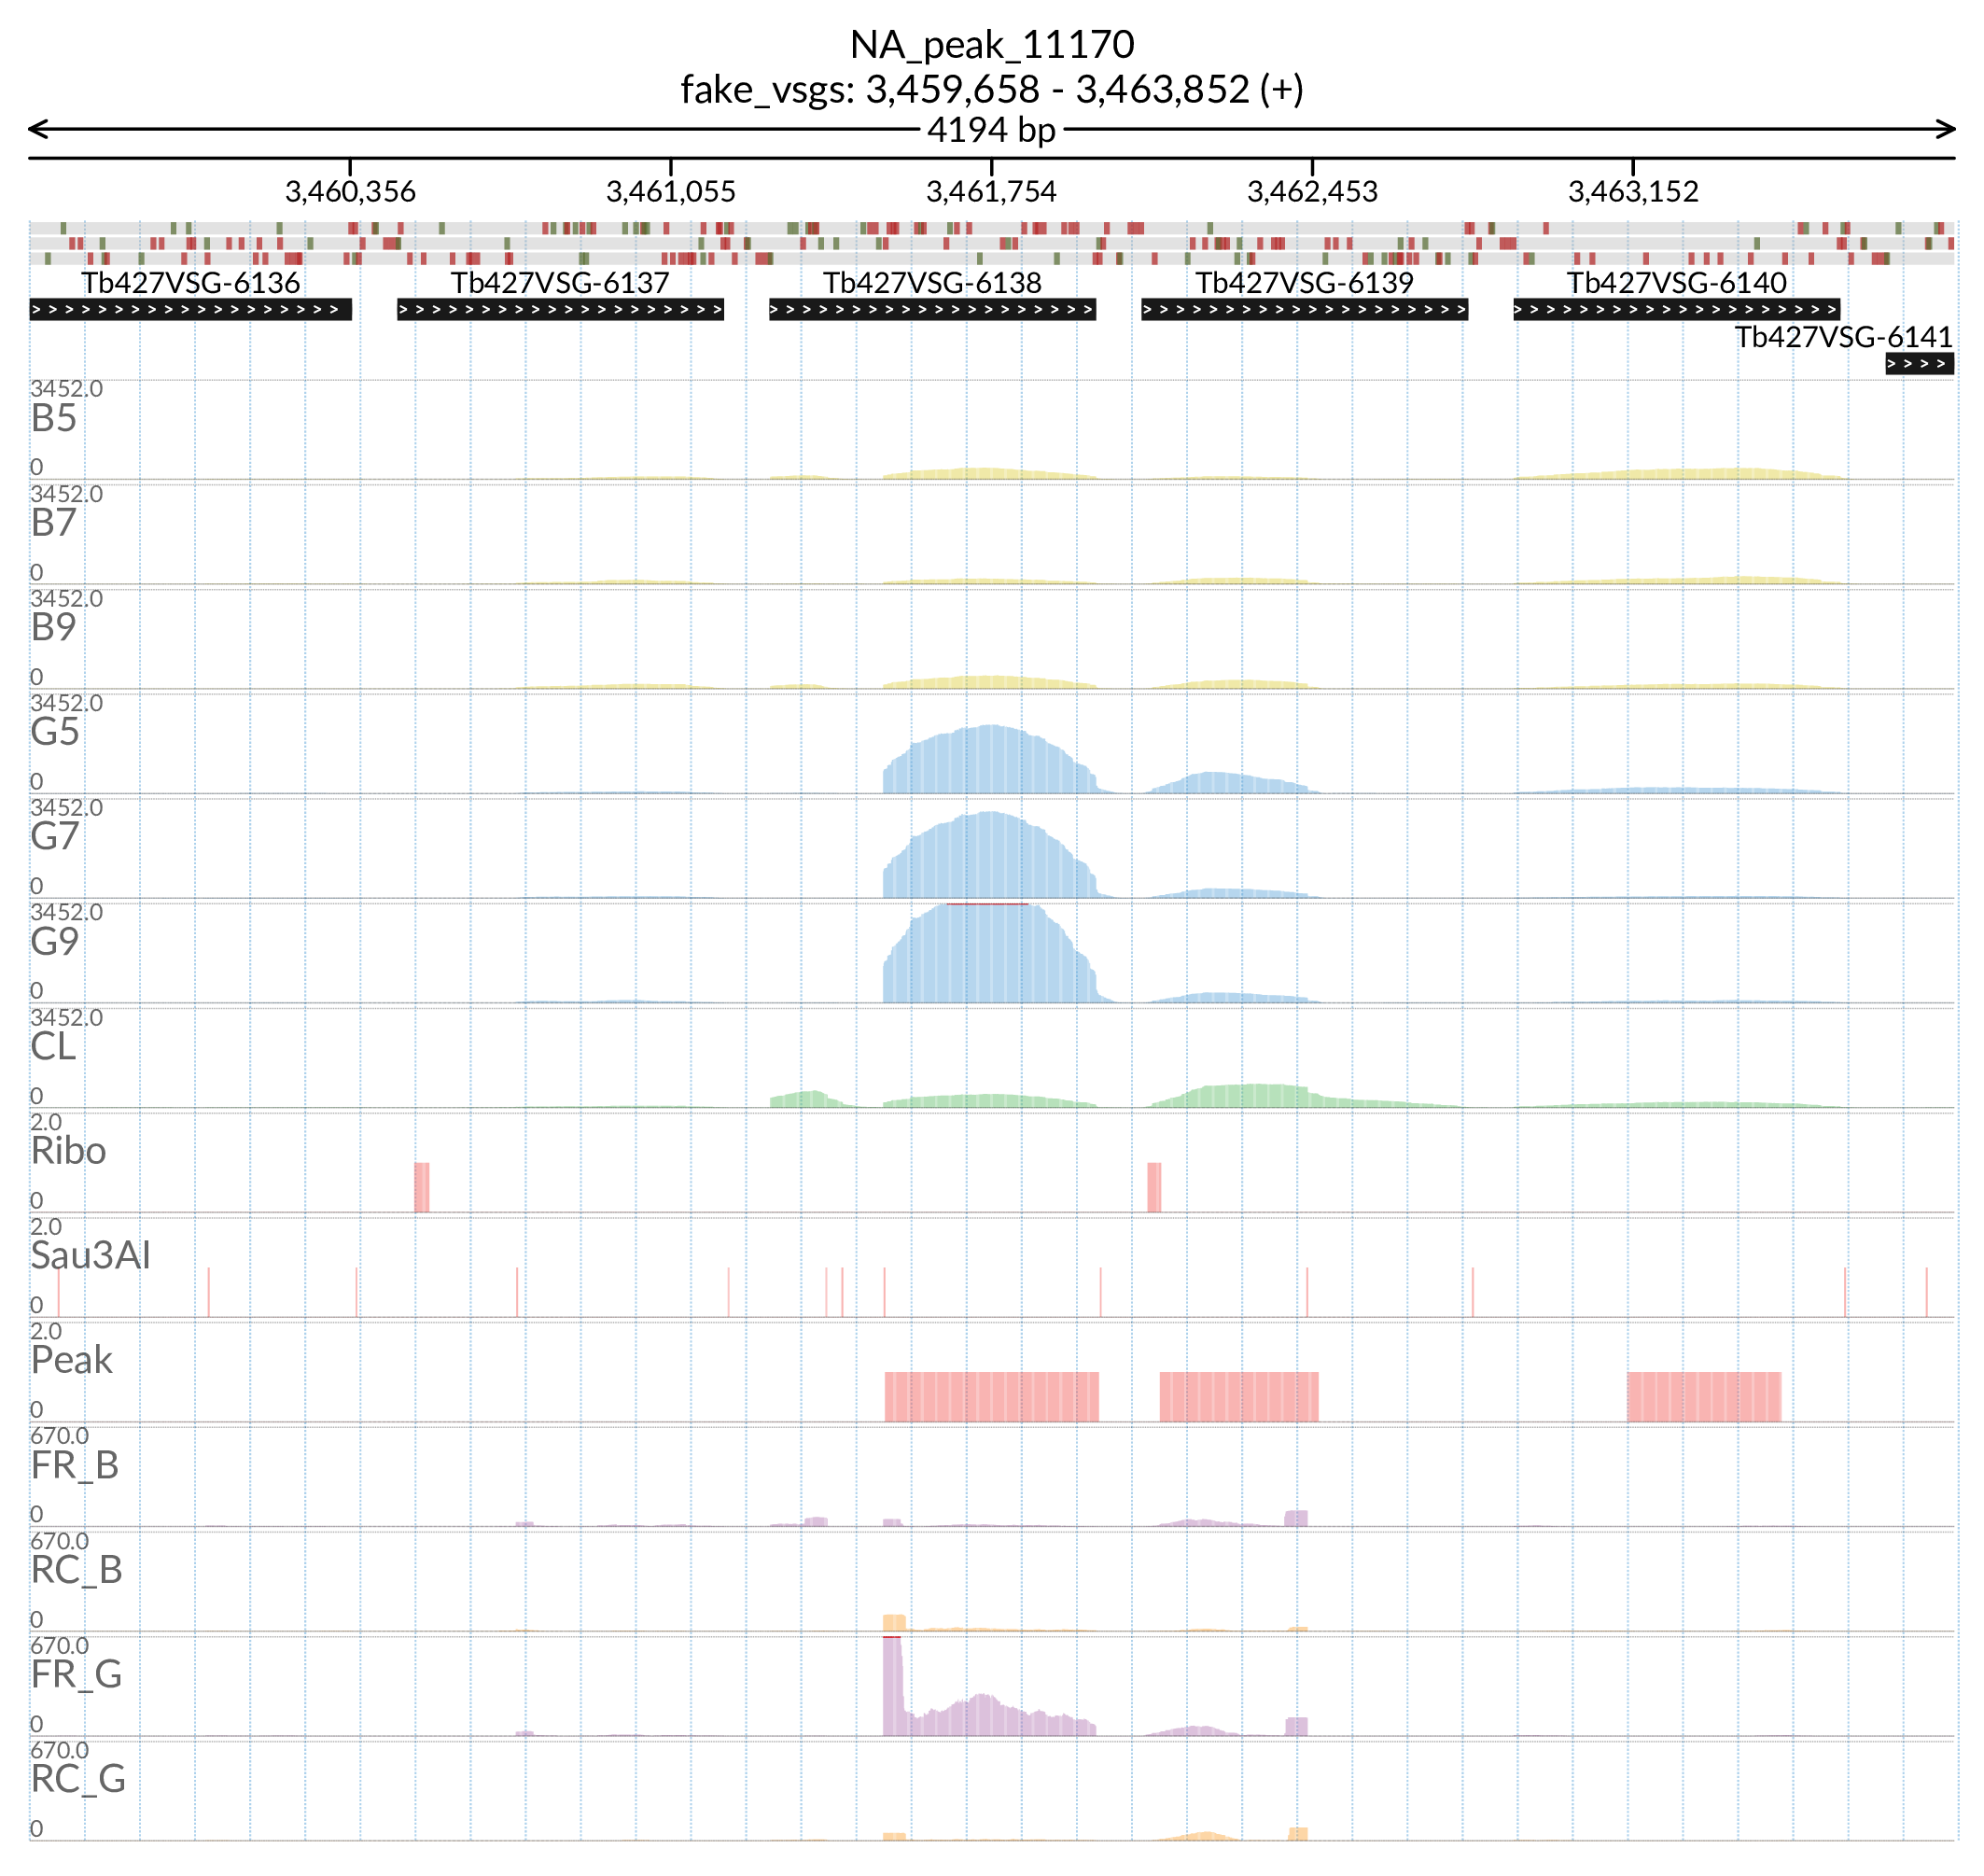 NA_peak_11170
fake_vsgs: 3,459,658 - 3,463,852 (+)
4194 bp
3,460,356 3,461,055 3,461,754 3,462,453 3,463,152
Tb427VSG-6136 Tb427VSG-6137 Tb427VSG-6138 Tb427VSG-6139 Tb427VSG-6140
Tb427VSG-6141
3452.0
B5
0
3452.0
B7
0
3452.0
B9
0
3452.0
G5
0
3452.0
G7
0
3452.0
G9
0
3452.0
CL
0
2.0
Ribo
0
2.0
Sau3AI
0
2.0
Peak
0
670.0
FR_B
0
670.0
RC_B
0
670.0
FR_G
0
670.0
RC_G
0